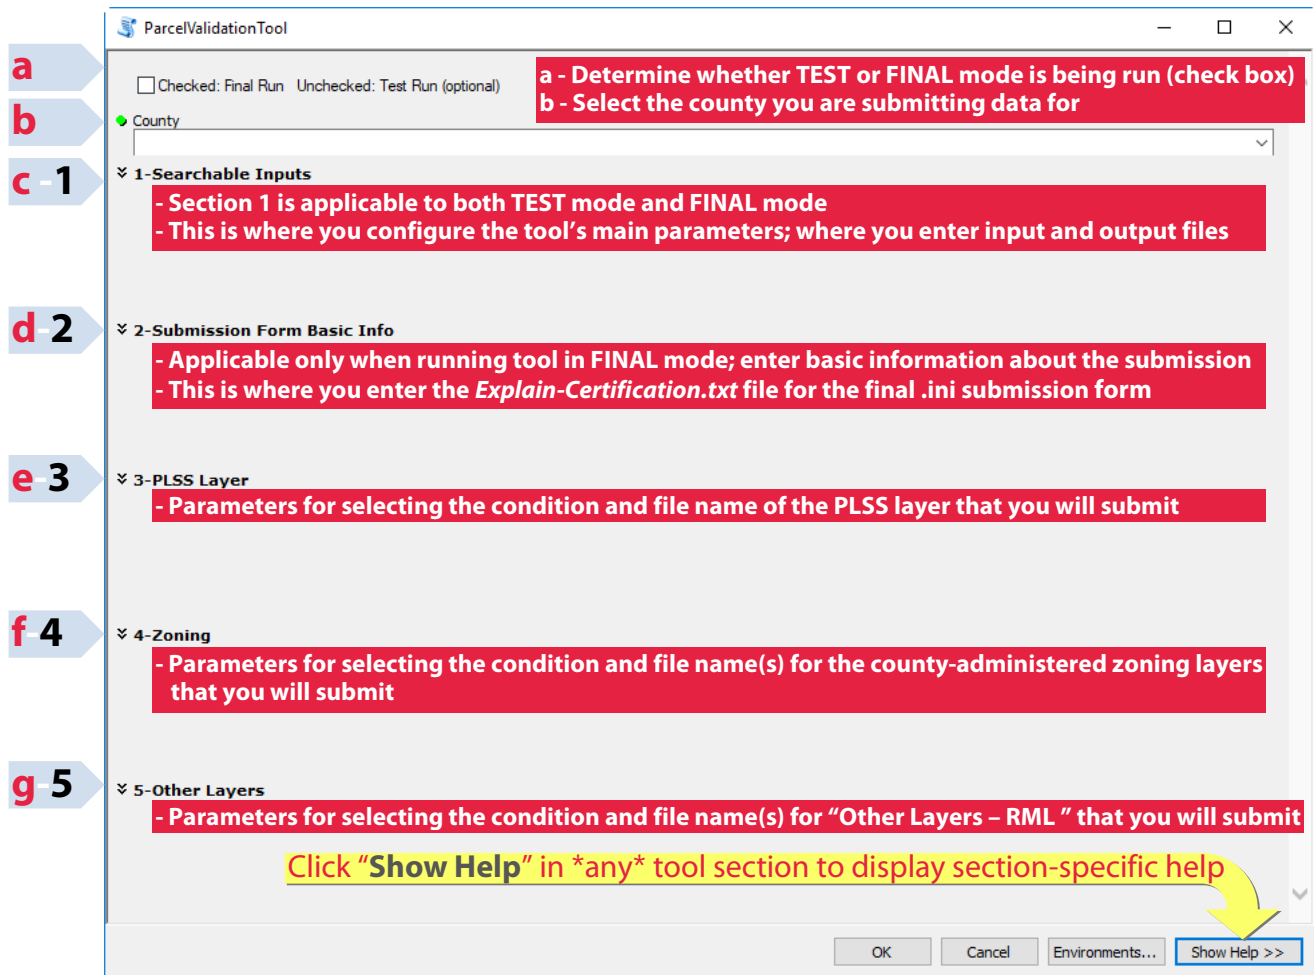 ParcelValidationTool
a
Checked: Final Run Unchecked: Test Run (optional)
a - Determine whether TEST or FINAL mode is being run (check box)
b - Select the county you are submitting data for
b
County
c - 1
1-Searchable Inputs
- Section 1 is applicable to both TEST mode and FINAL mode
- This is where you configure the tool's main parameters; where you enter input and output files
d-2
2-Submission Form Basic Info
- Applicable only when running tool in FINAL mode; enter basic information about the submission
- This is where you enter the Explain-Certification.txt file for the final .ini submission form
e-3
3-PLSS Layer
- Parameters for selecting the condition and file name of the PLSS layer that you will submit
f-4
4-Zoning
- Parameters for selecting the condition and file name(s) for the county-administered zoning layers
that you will submit
g-5
5-Other Layers
- Parameters for selecting the condition and file name(s) for “Other Layers – RML ” that you will submit
Click “Show Help” in *any* tool section to display section-specific help
OK Cancel Environments... Show Help >>